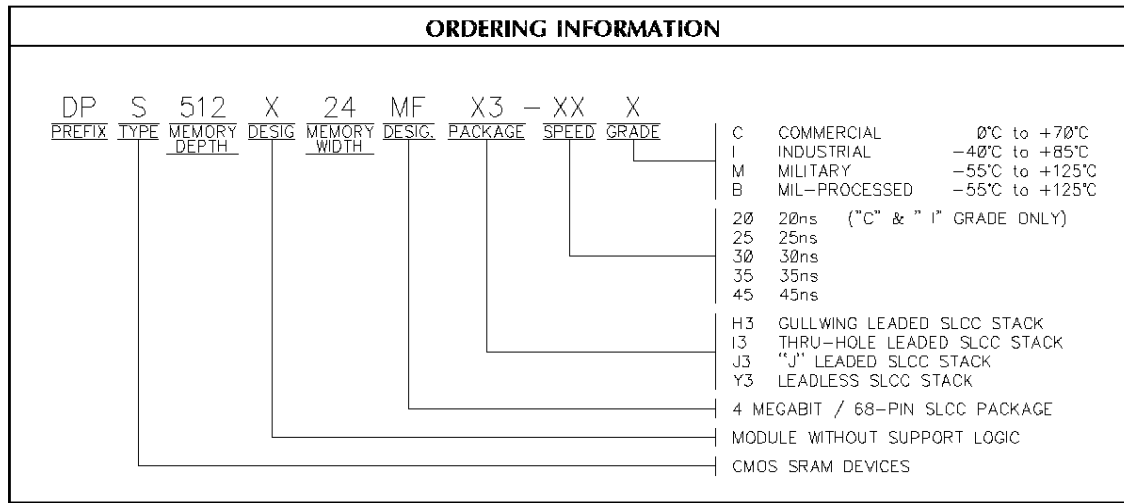 ORDERING INFORMATION
DP S 512 X 24 MF X3 - XX X
PREFIX TYPE MEMORY DEPTH DESIG MEMORY WIDTH DESIG. PACKAGE SPEED GRADE
C COMMERCIAL 0°C to +70°C
I INDUSTRIAL -40°C to +85°C
M MILITARY -55°C to +125°C
B MIL-PROCESSED -55°C to +125°C
20 20ns ("C" & " I" GRADE ONLY)
25 25ns
30 30ns
35 35ns
45 45ns
H3 GULLWING LEADED SLCC STACK
I3 THRU-HOLE LEADED SLCC STACK
J3 "J" LEADED SLCC STACK
Y3 LEADLESS SLCC STACK
4 MEGABIT / 68-PIN SLCC PACKAGE
MODULE WITHOUT SUPPORT LOGIC
CMOS SRAM DEVICES